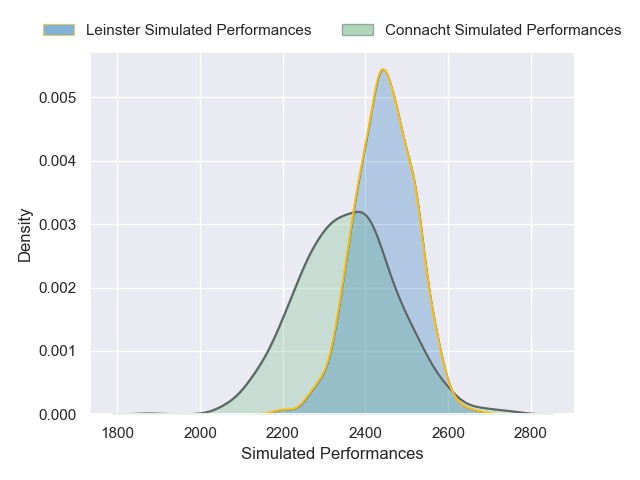 Leinster Simulated Performances Connacht Simulated Performances
0.005
0.004
0.003
0.002
0.001
0.000
Density
1800 2000 2200 2400 2600 2800
Simulated Performances